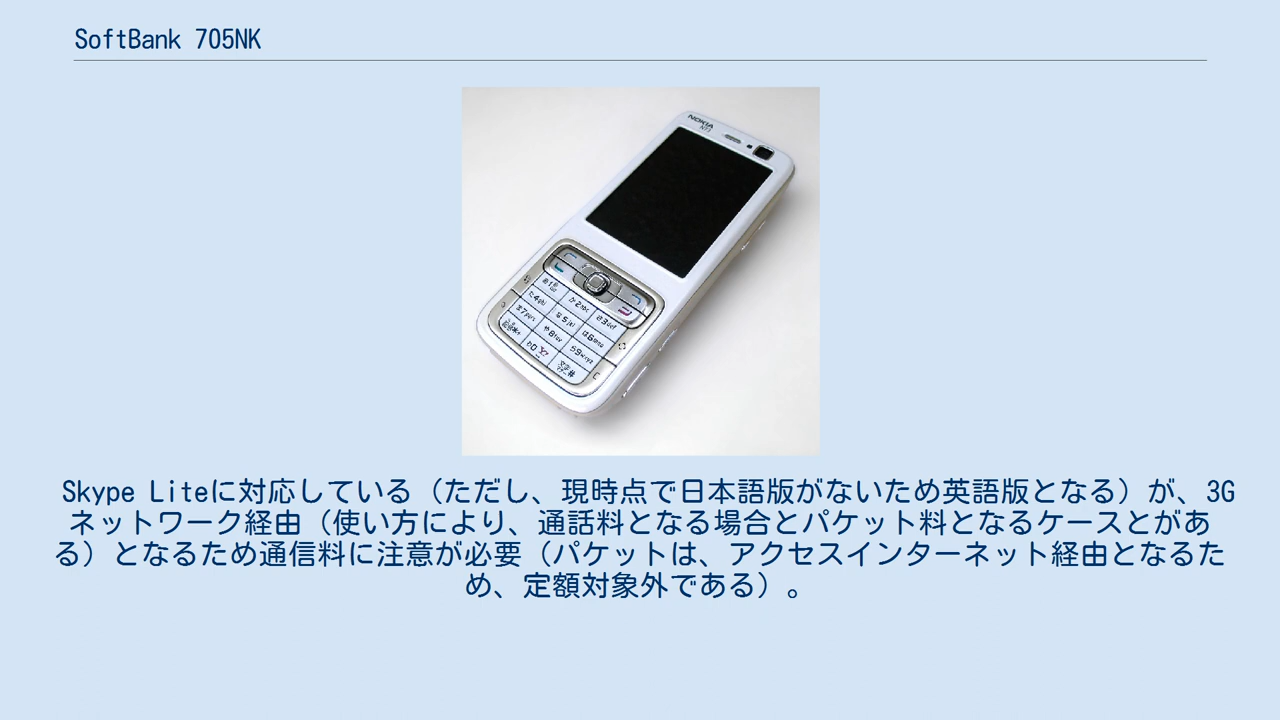 SoftBank 705NK
NOKIA
N73
Skype Liteに対応している（ただし、現時点で日本語版がないため英語版となる）が、3G
ネットワーク経由（使い方により、通話料となる場合とパケット料となるケースとがあ
る）となるため通信料に注意が必要（パケットは、アクセスインターネット経由となるた
め、定額対象外である）。